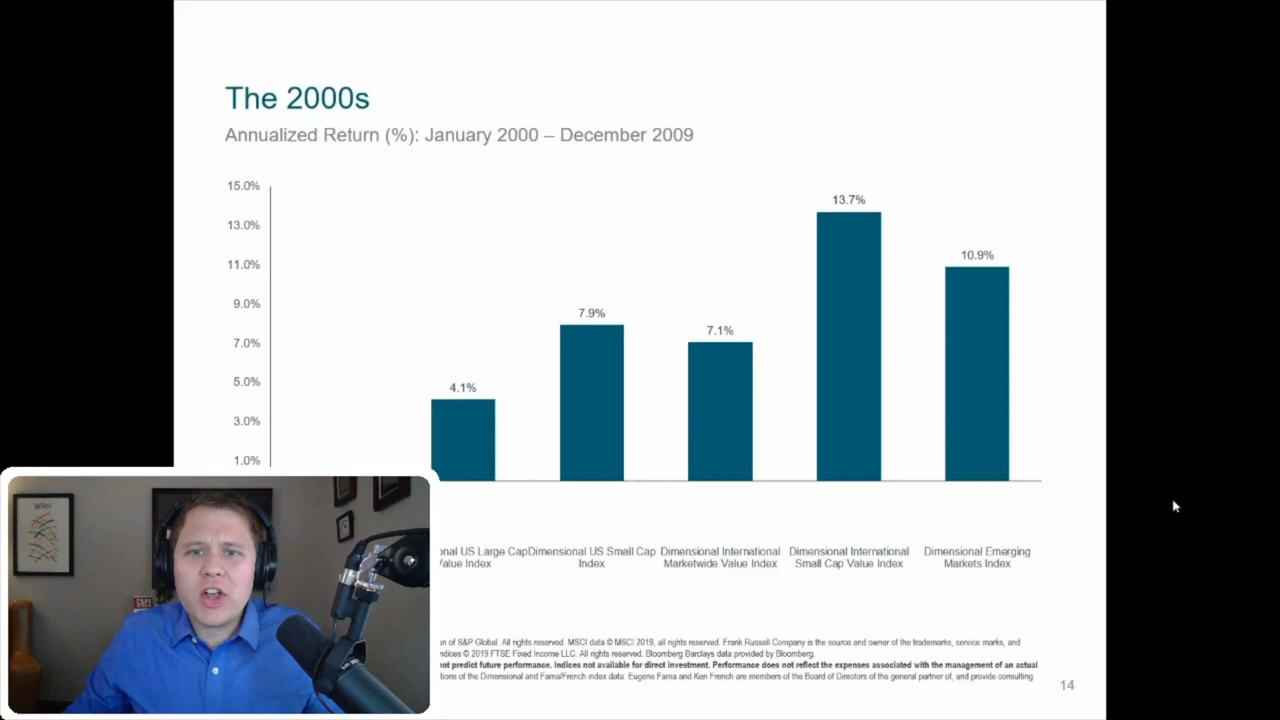 The 2000s
Annualized Return (%): January 2000 – December 2009
15.0%
13.0%
11.0%
9.0%
7.0%
5.0%
3.0%
1.0%
4.1%
7.9%
7.1%
13.7%
10.9%
onal US Large Cap
Value Index
Dimensional US Small Cap
Index
Dimensional International
Marketwide Value Index
Dimensional International
Small Cap Value Index
Dimensional Emerging
Markets Index
n of S&P Global. All rights reserved. MSCI data © MSCI 2019, all rights reserved. Frank Russell Company is the source and owner of the trademarks, service marks, and
ndices © 2019 FTSE Fixed Income LLC. All rights reserved. Bloomberg Barclays data provided by Bloomberg.
not predict future performance. Indices not available for direct investment. Performance does not reflect the expenses associated with the management of an actual
tions of the Dimensional and Fama/French index data. Eugene Fama and Ken French are members of the Board of Directors of the general partner of, and provide consulting
14